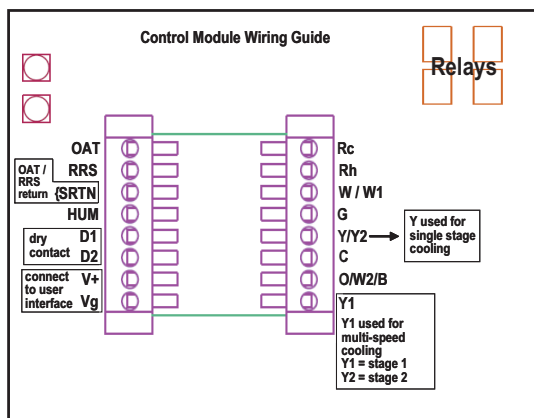 Control Module Wiring Guide
Relays
OAT
RRS
OAT /
RRS
return
{SRTN
HUM
dry
contact
D1
D2
connect
to user
interface
V+
Vg
Rc
Rh
W / W1
G
Y/Y2
C
O/W2/B
Y1
Y1 used for
multi-speed
cooling
Y1 = stage 1
Y2 = stage 2
Y used for
single stage
cooling